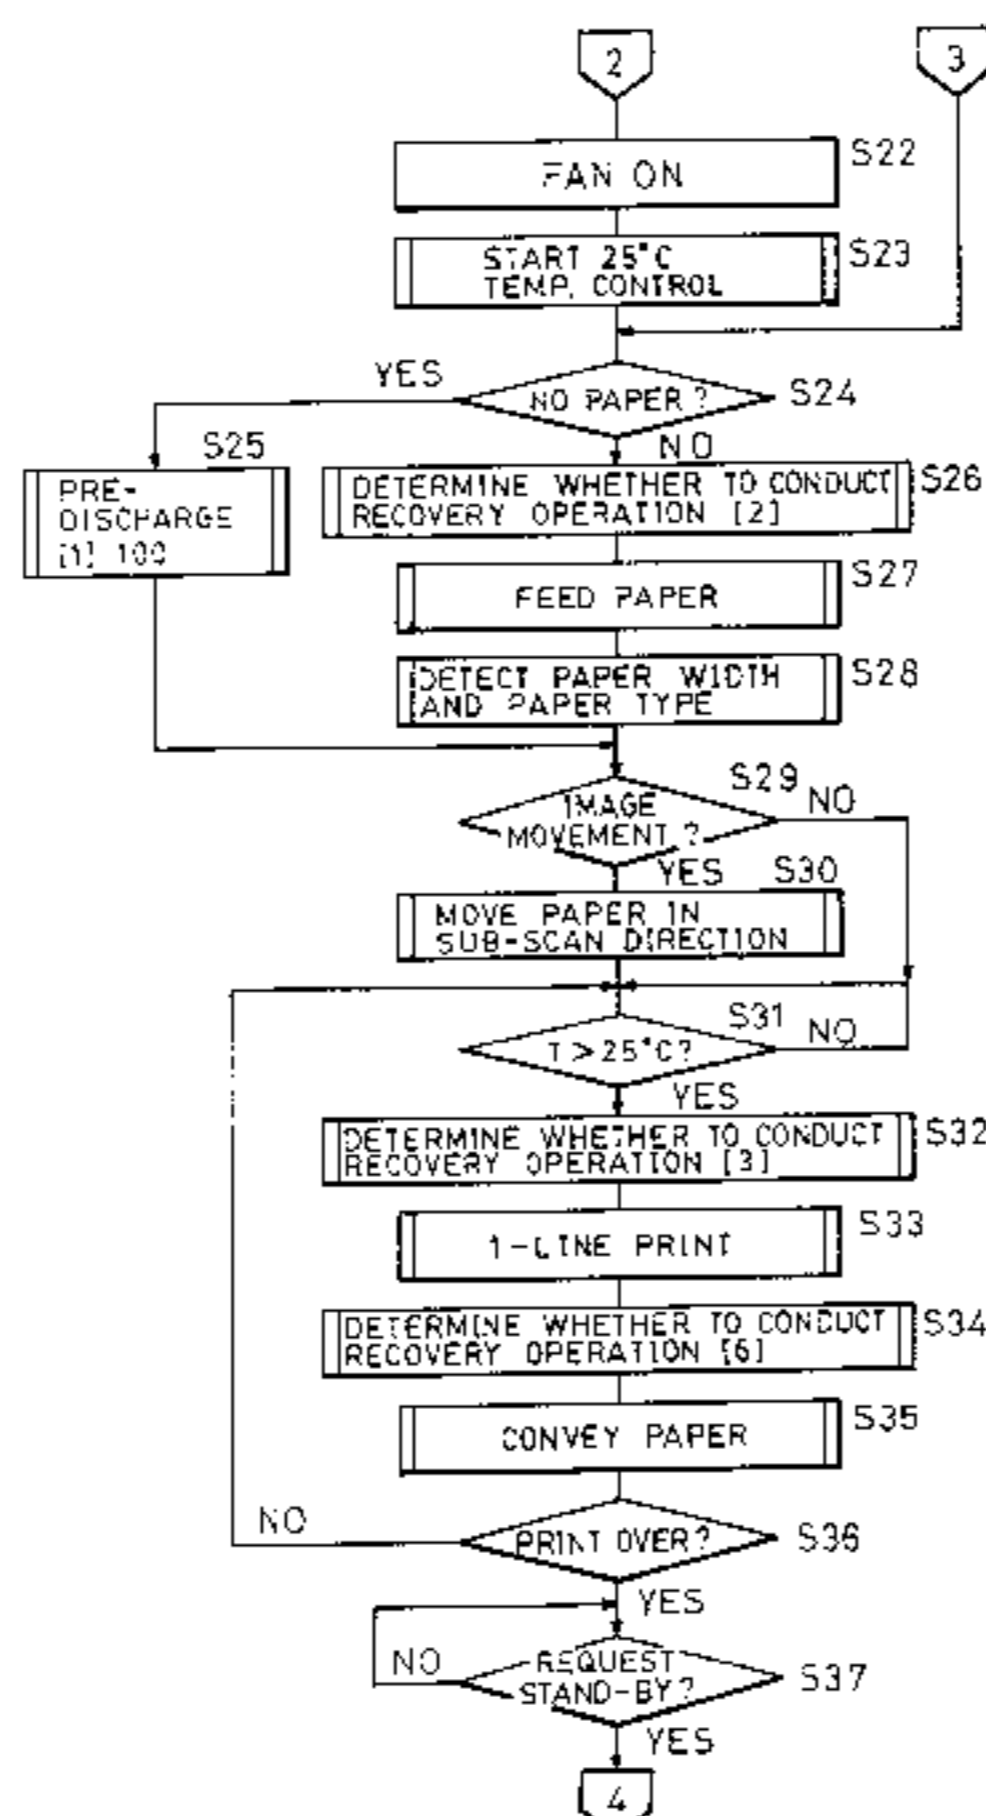 2
3
FAN ON
S22
START 25°C
TEMP. CONTROL
S23
YES
NO PAPER?
S24
NO
S25
PRE-
DISCHARGE
[1] 100
DETERMINE WHETHER TO CONDUCT
RECOVERY OPERATION [2]
S26
FEED PAPER
S27
DETECT PAPER WIDTH
AND PAPER TYPE
S28
S29
IMAGE
MOVEMENT?
NO
YES
S30
MOVE PAPER IN
SUB-SCAN DIRECTION
S31
T > 25°C?
NO
YES
DETERMINE WHETHER TO CONDUCT
RECOVERY OPERATION [3]
S32
1-LINE PRINT
S33
DETERMINE WHETHER TO CONDUCT
RECOVERY OPERATION [6]
S34
CONVEY PAPER
S35
NO
PRINT OVER?
S36
YES
NO
REQUEST
STAND-BY?
S37
YES
4